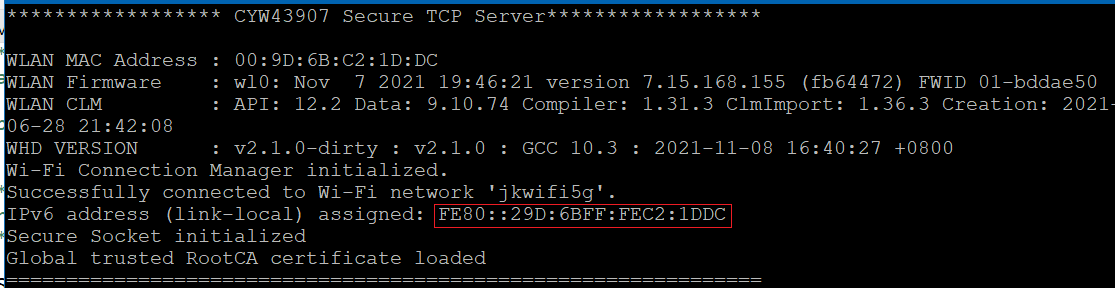 ****************** CYW43907 Secure TCP Server******************
WLAN MAC Address : 00:9D:6B:C2:1D:DC
WLAN Firmware    : wl0: Nov  7 2021 19:46:21 version 7.15.168.155 (fb64472) FWID 01-bddae50
WLAN CLM         : API: 12.2 Data: 9.10.74 Compiler: 1.31.3 ClmImport: 1.36.3 Creation: 2021-
06-28 21:42:08
WHD VERSION      : v2.1.0-dirty : v2.1.0 : GCC 10.3 : 2021-11-08 16:40:27 +0800
Wi-Fi Connection Manager initialized.
Successfully connected to Wi-Fi network 'jkwifi5g'.
IPv6 address (link-local) assigned: FE80::29D:6BFF:FEC2:1DDC
Secure Socket initialized
Global trusted RootCA certificate loaded
===============================================================